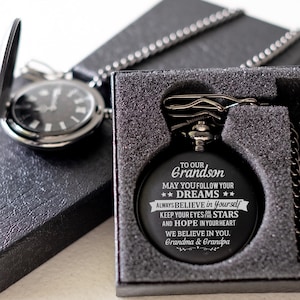 TO OUR
Grandson
MAY YOU FOLLOW YOUR
★★ DREAMS ★★
ALWAYS BELIEVE in Yourself
KEEP YOUR EYES ON THE STARS
AND HOPE IN YOUR HEART
WE BELIEVE IN YOU.
Grandma & Grandpa